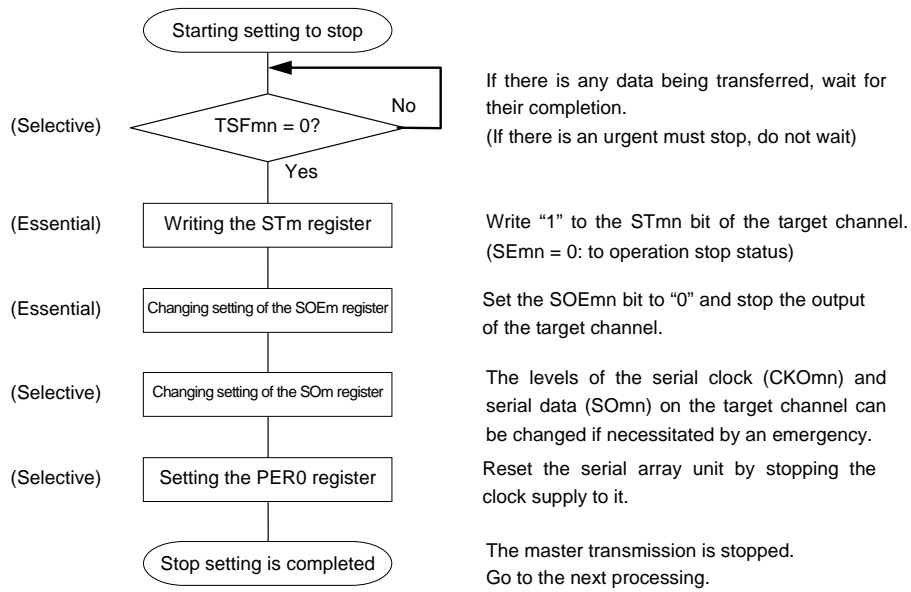 Starting setting to stop
(Selective)
TSFmn = 0?
No
Yes
If there is any data being transferred, wait for
their completion.
(If there is an urgent must stop, do not wait)
(Essential)
Writing the STm register
Write “1” to the STmn bit of the target channel.
(SEmn = 0: to operation stop status)
(Essential)
Changing setting of the SOEm register
Set the SOEmn bit to “0” and stop the output
of the target channel.
(Selective)
Changing setting of the SOm register
The levels of the serial clock (CKOmn) and
serial data (SOmn) on the target channel can
be changed if necessitated by an emergency.
(Selective)
Setting the PER0 register
Reset the serial array unit by stopping the
clock supply to it.
Stop setting is completed
The master transmission is stopped.
Go to the next processing.